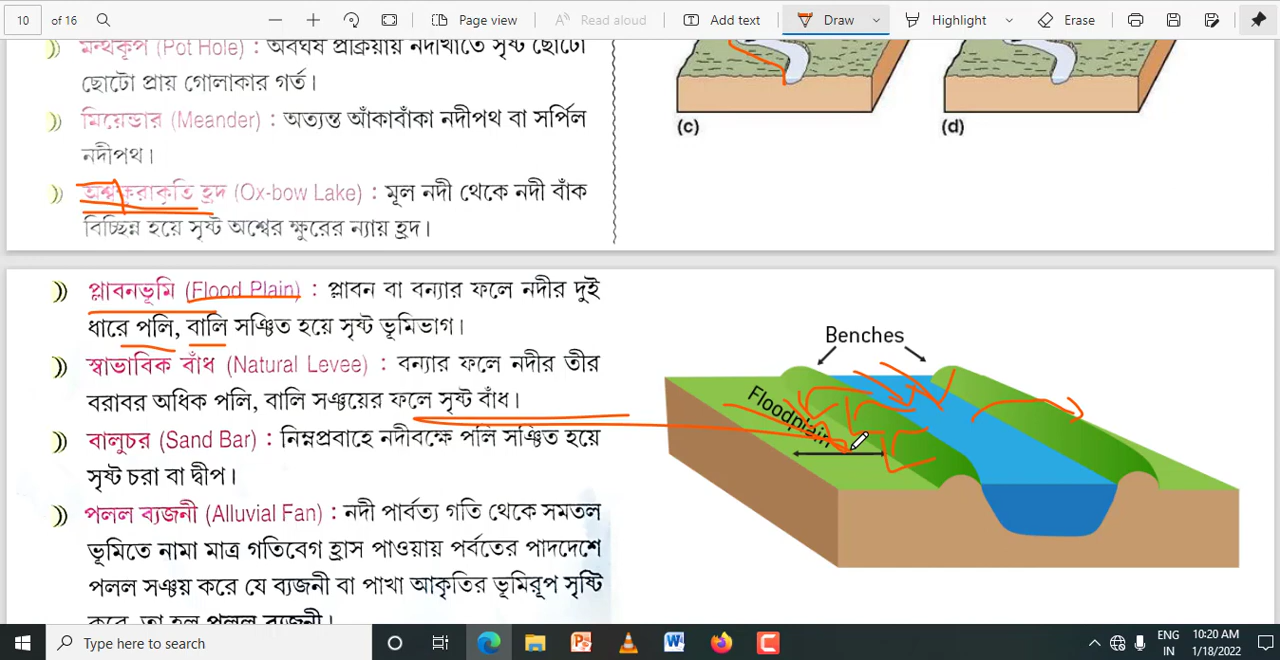 10 of 16
Page view
Read aloud
Add text
Draw
Highlight
Erase
মন্থকূপ (Pot Hole) : অবঘর্ষ প্রক্রিয়ায় নদীখাতে সৃষ্ট ছোটো
ছোটো প্রায় গোলাকার গর্ত।
মিয়েন্ডার (Meander) : অত্যন্ত আঁকাবাঁকা নদীপথ বা সর্পিল
নদীপথ।
অশ্বক্ষুরাকৃতি হ্রদ (Ox-bow Lake) : মূল নদী থেকে নদী বাঁক
বিচ্ছিন্ন হয়ে সৃষ্ট অশ্বের ক্ষুরের ন্যায় হ্রদ।
(c)
(d)
প্লাবনভূমি (Flood Plain) : প্লাবন বা বন্যার ফলে নদীর দুই
ধারে পলি, বালি সঞ্চিত হয়ে সৃষ্ট ভূমিভাগ।
স্বাভাবিক বাঁধ (Natural Levee) : বন্যার ফলে নদীর তীর
বরাবর অধিক পলি, বালি সঞ্চয়ের ফলে সৃষ্ট বাঁধ।
বালুচর (Sand Bar) : নিম্নপ্রবাহে নদীবক্ষে পলি সঞ্চিত হয়ে
সৃষ্ট চরা বা দ্বীপ।
পলল ব্যজনী (Alluvial Fan) : নদী পার্বত্য গতি থেকে সমতল
ভূমিতে নামা মাত্র গতিবেগ হ্রাস পাওয়ায় পর্বতের পাদদেশে
পলল সঞ্চয় করে যে ব্যজনী বা পাখা আকৃতির ভূমিরূপ সৃষ্টি
করে, তা হল পলল ব্যজনী।
Benches
Floodplain
Type here to search
ENG
IN
10:20 AM
1/18/2022